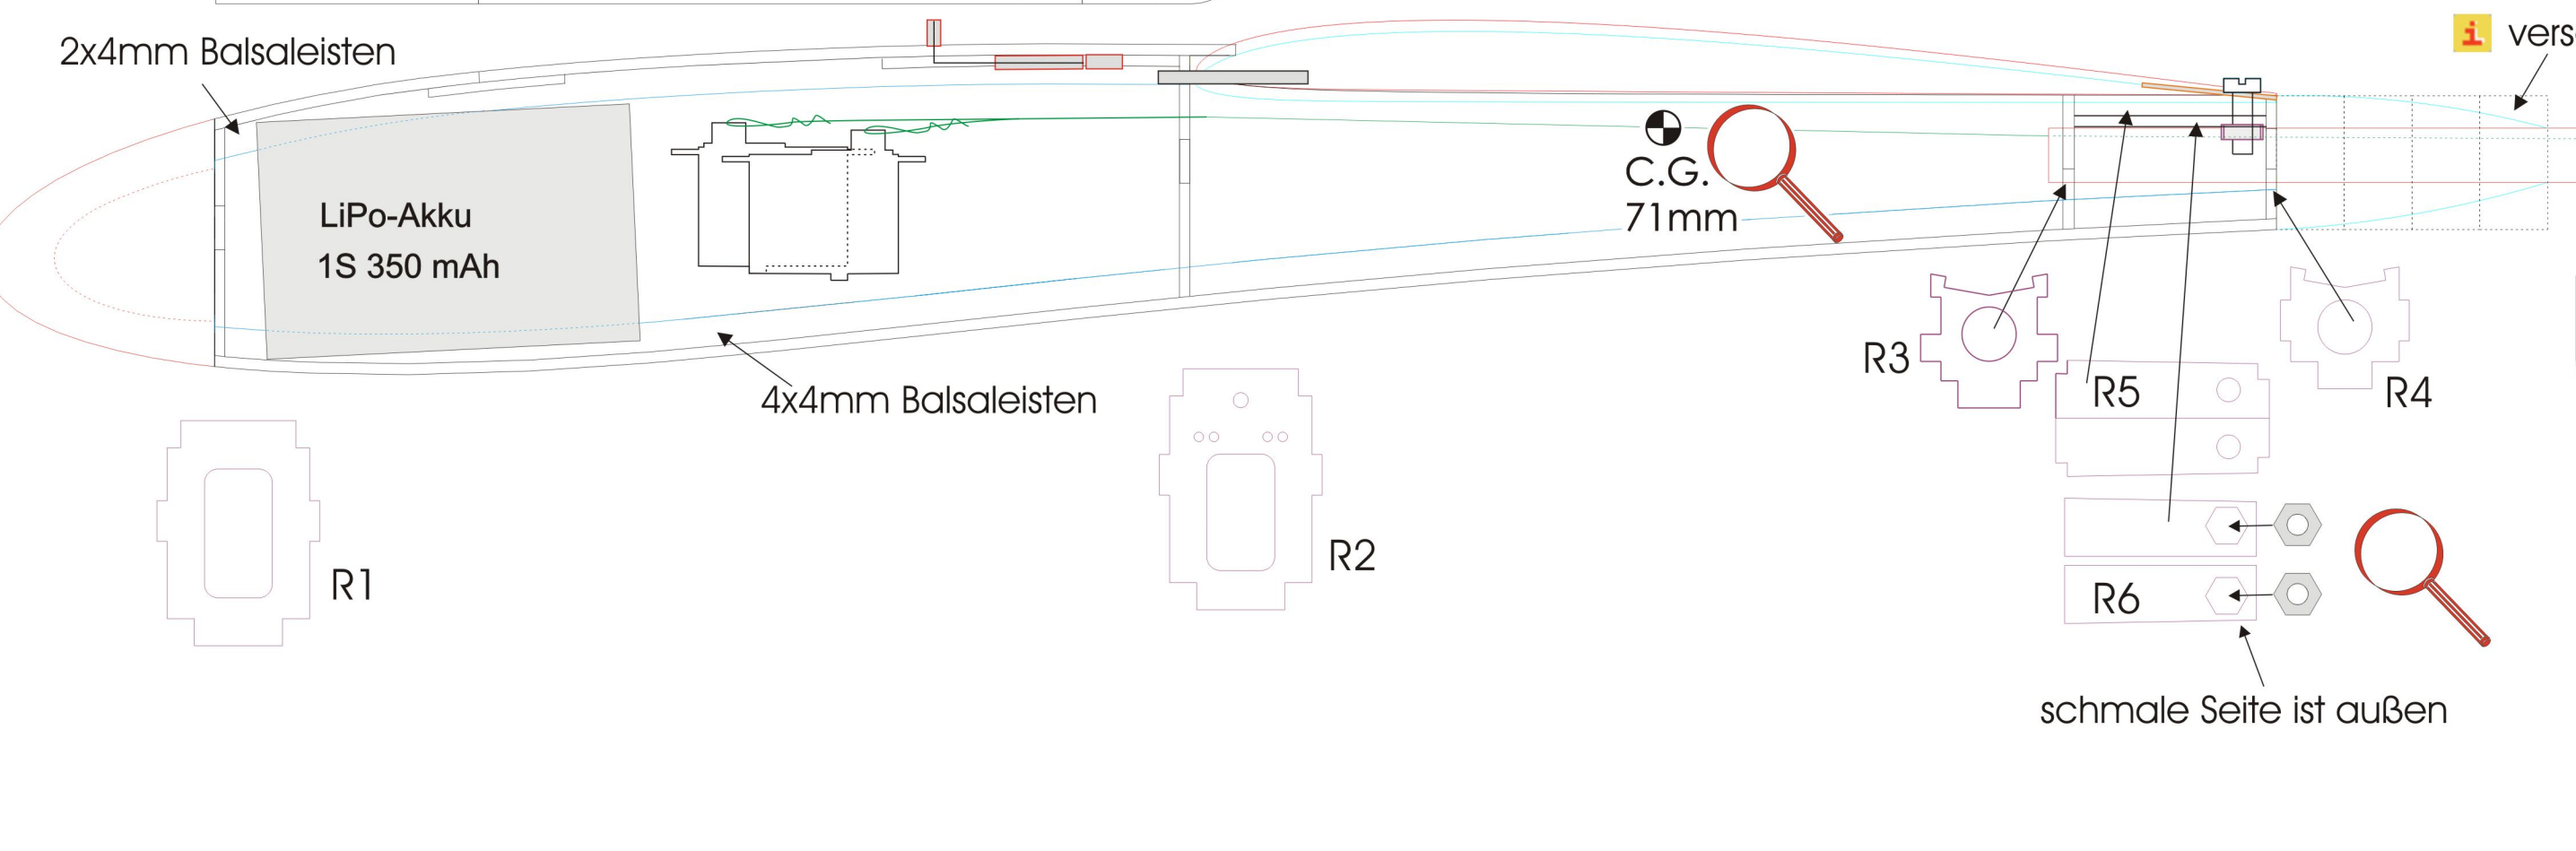 2x4mm Balsaleisten
i vers
LiPo-Akku
1S 350 mAh
C.G.
71mm
4x4mm Balsaleisten
R3
R5
R4
R1
R2
R6
schmale Seite ist außen